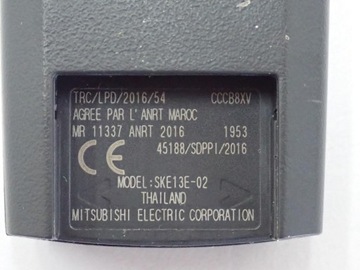 TRC/LPD/2016/54 CCCB8XV
AGREE PAR L'ANRT MAROC
MR 11337 ANRT 2016 1953
CE 45188/SDPPI/2016
MODEL:SKE13E-02
THAILAND
MITSUBISHI ELECTRIC CORPORATION